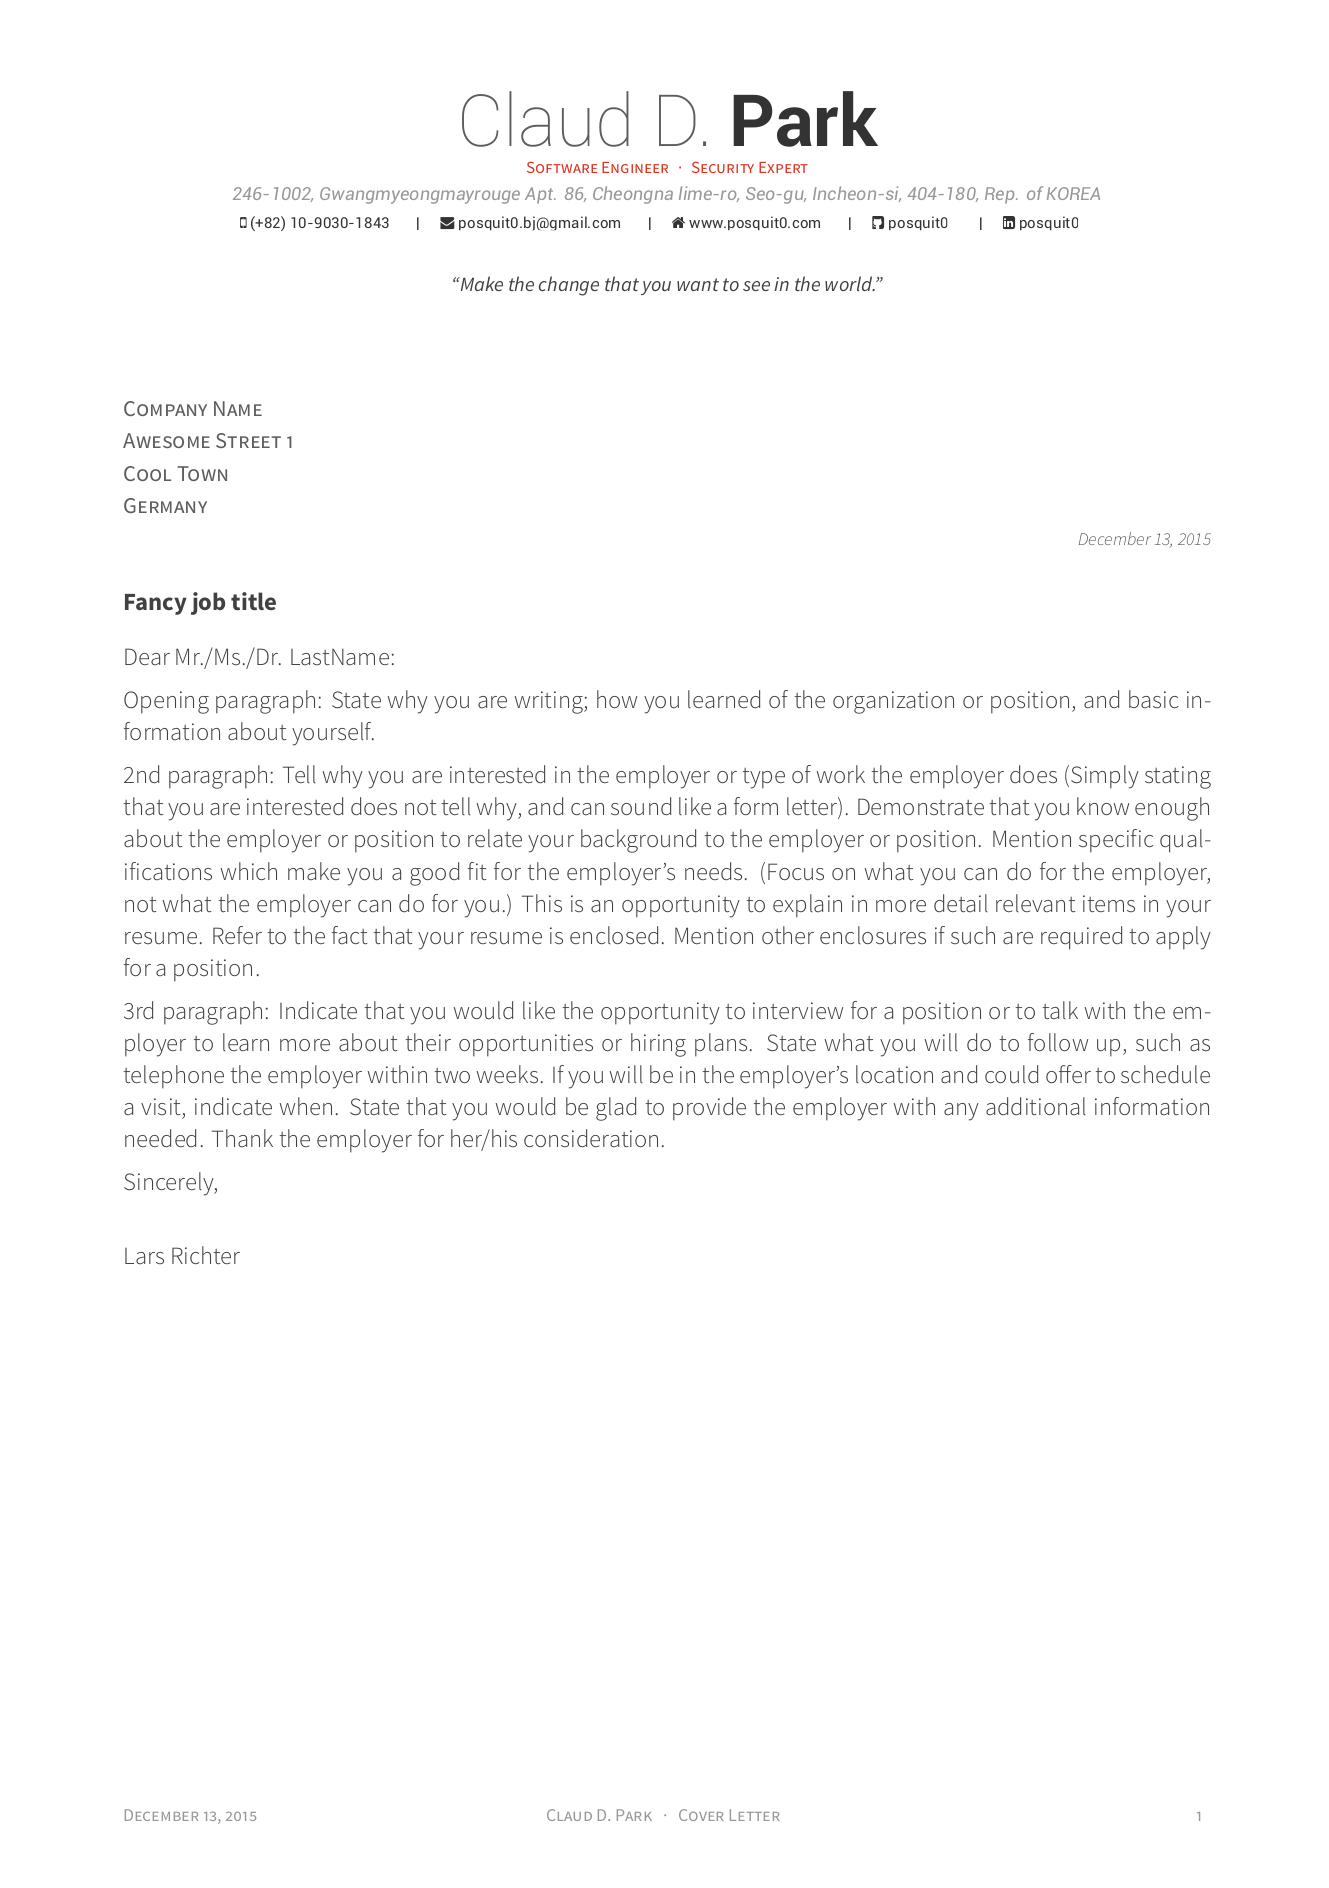 Claud D. Park
Software Engineer · Security Expert
246-1002, Gwangmyeongmayrouge Apt. 86, Cheongna lime-ro, Seo-gu, Incheon-si, 404-180, Rep. of KOREA
(+82) 10-9030-1843 | posquit0.bj@gmail.com | www.posquit0.com | posquit0 | posquit0
“Make the change that you want to see in the world.”
Company Name
Awesome Street 1
Cool Town
Germany
December 13, 2015
Fancy job title
Dear Mr./Ms./Dr. LastName:
Opening paragraph: State why you are writing; how you learned of the organization or position, and basic in-
formation about yourself.
2nd paragraph: Tell why you are interested in the employer or type of work the employer does (Simply stating
that you are interested does not tell why, and can sound like a form letter). Demonstrate that you know enough
about the employer or position to relate your background to the employer or position. Mention specific qual-
ifications which make you a good fit for the employer’s needs. (Focus on what you can do for the employer,
not what the employer can do for you.) This is an opportunity to explain in more detail relevant items in your
resume. Refer to the fact that your resume is enclosed. Mention other enclosures if such are required to apply
for a position.
3rd paragraph: Indicate that you would like the opportunity to interview for a position or to talk with the em-
ployer to learn more about their opportunities or hiring plans. State what you will do to follow up, such as
telephone the employer within two weeks. If you will be in the employer’s location and could offer to schedule
a visit, indicate when. State that you would be glad to provide the employer with any additional information
needed. Thank the employer for her/his consideration.
Sincerely,
Lars Richter
December 13, 2015 Claud D. Park · Cover Letter 1